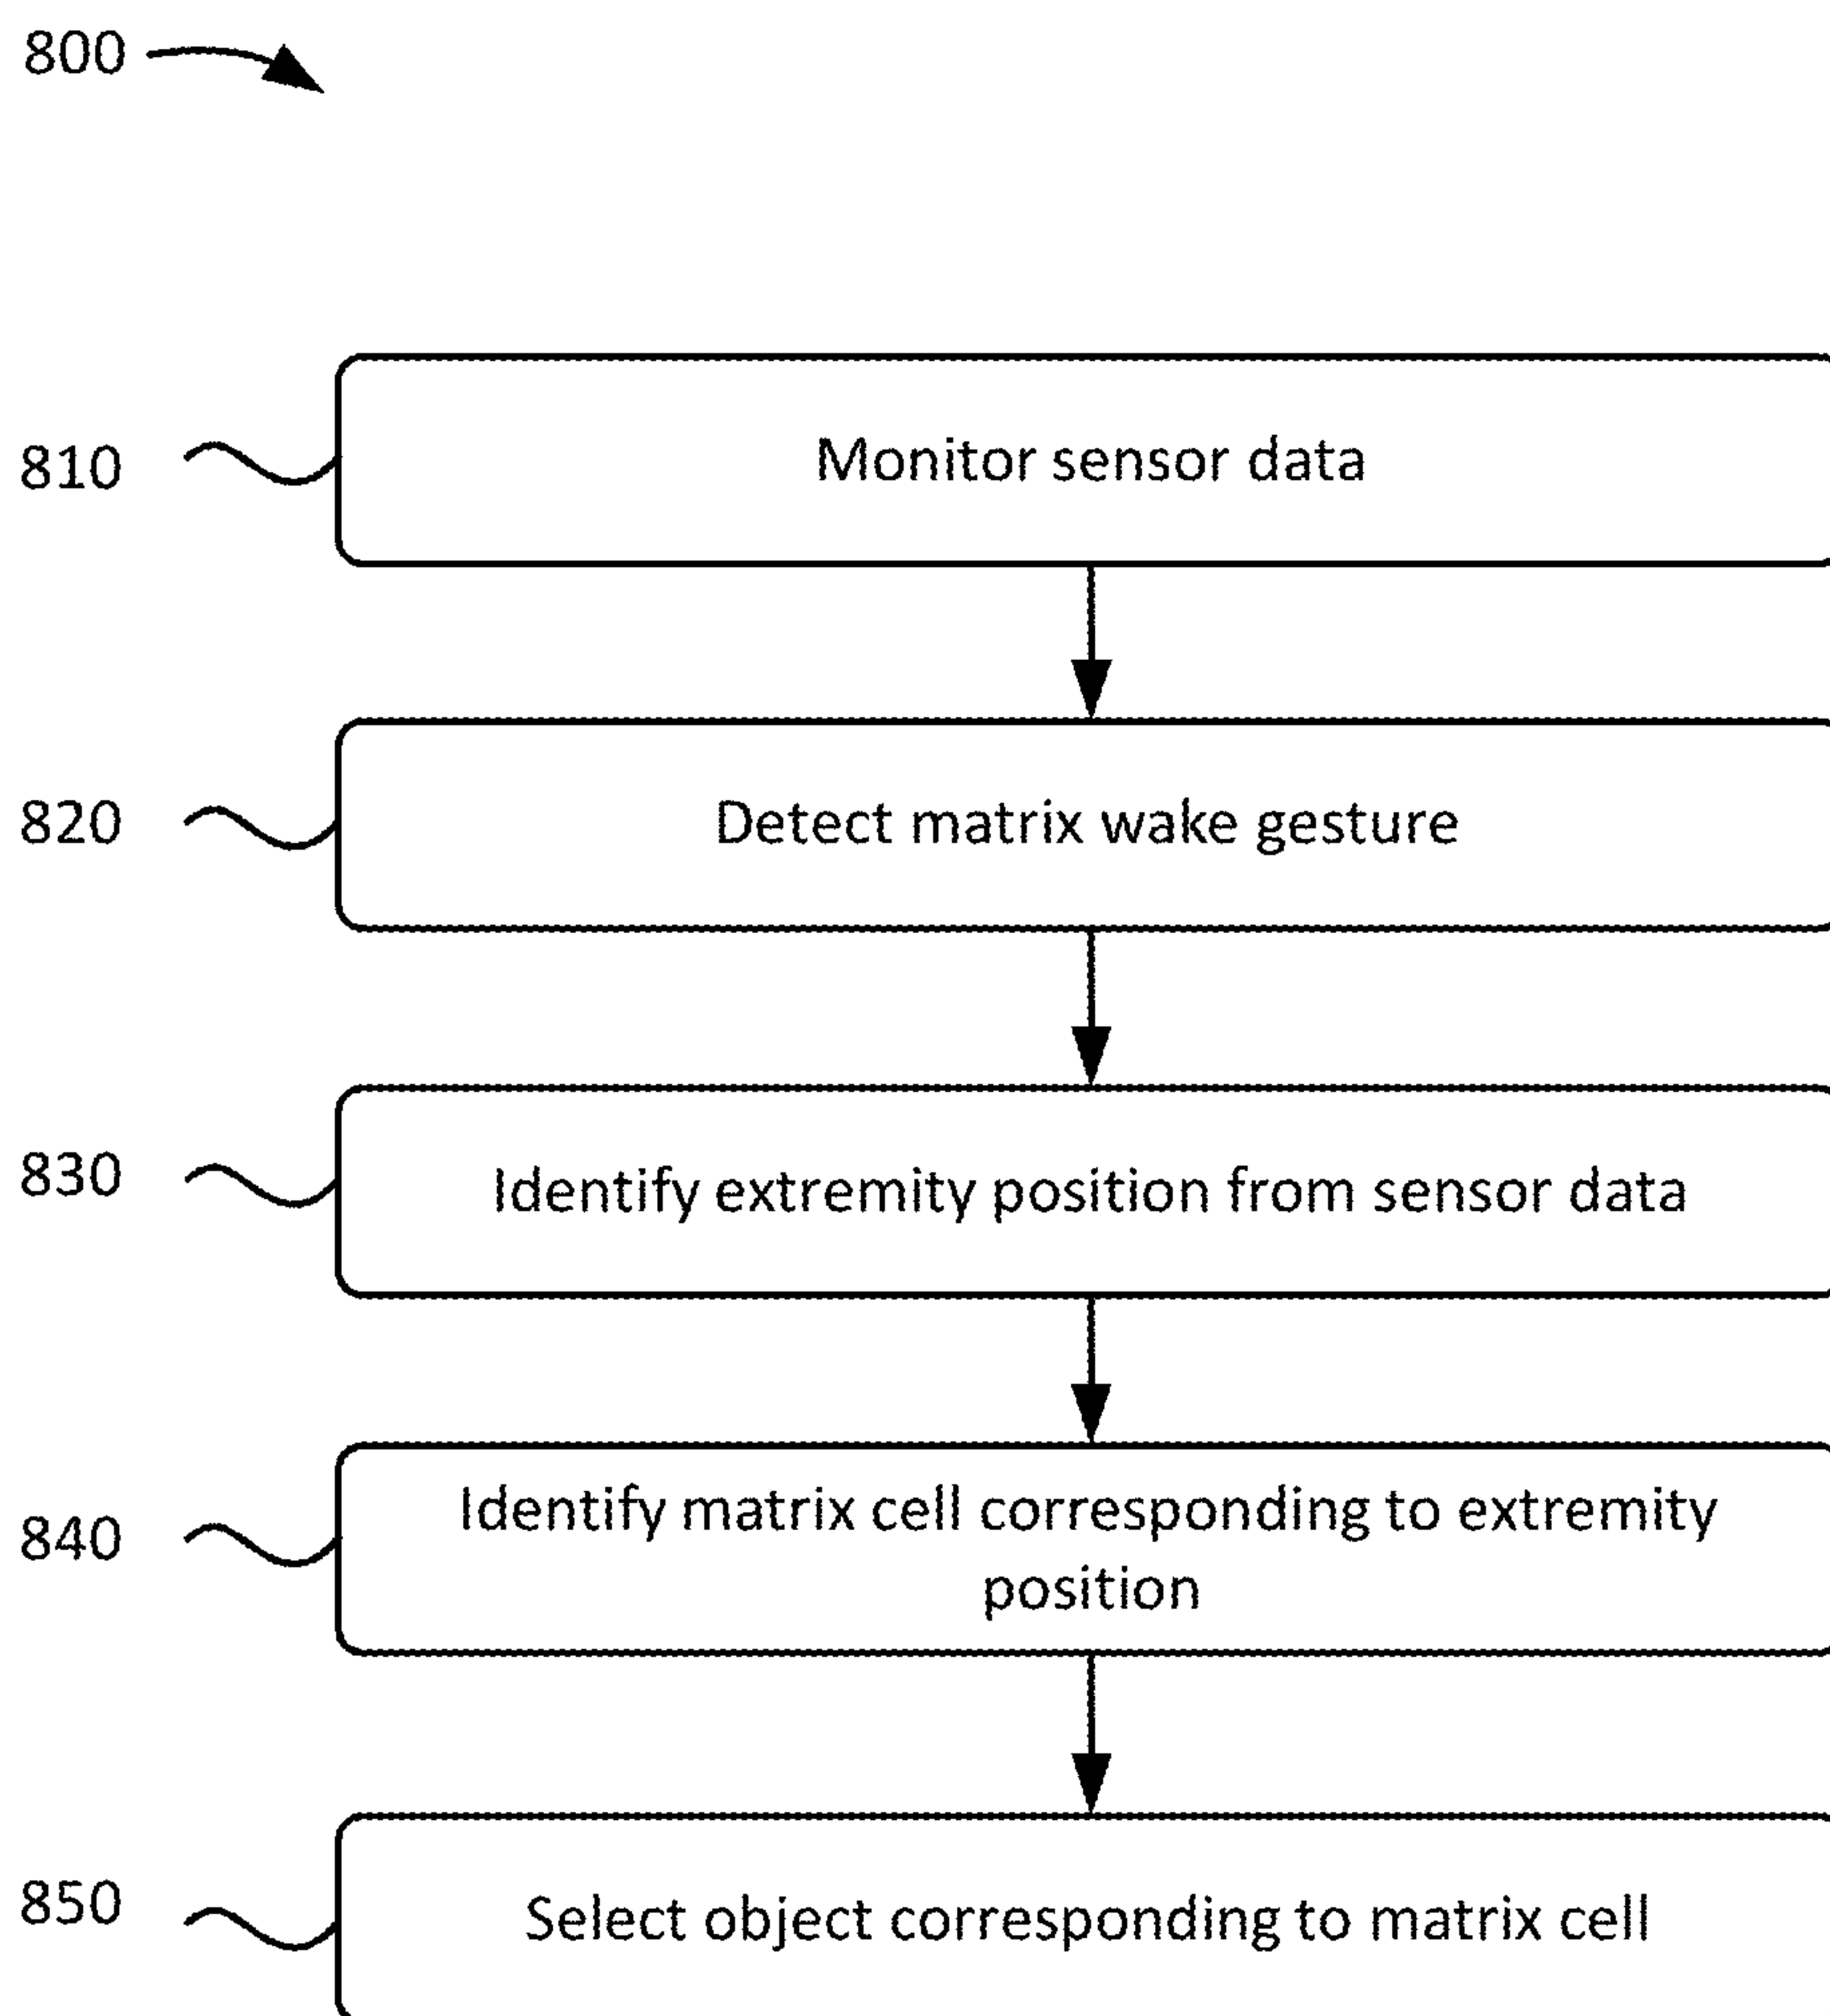 800
810
Monitor sensor data
820
Detect matrix wake gesture
830
Identify extremity position from sensor data
840
Identify matrix cell corresponding to extremity
position
850
Select object corresponding to matrix cell